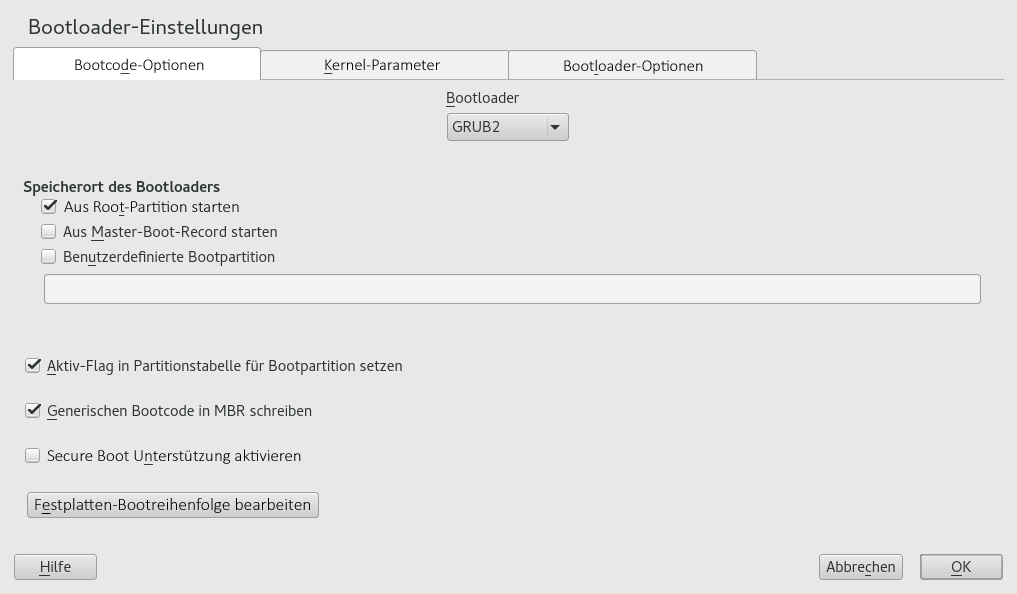 Bootloader-Einstellungen
Bootcode-Optionen
Kernel-Parameter
Bootloader-Optionen
Bootloader
GRUB2
Speicherort des Bootloaders
Aus Root-Partition starten
Aus Master-Boot-Record starten
Benutzerdefinierte Bootpartition
Aktiv-Flag in Partitionstabelle für Bootpartition setzen
Generischen Bootcode in MBR schreiben
Secure Boot Unterstützung aktivieren
Festplatten-Bootreihenfolge bearbeiten
Hilfe
Abbrechen
OK